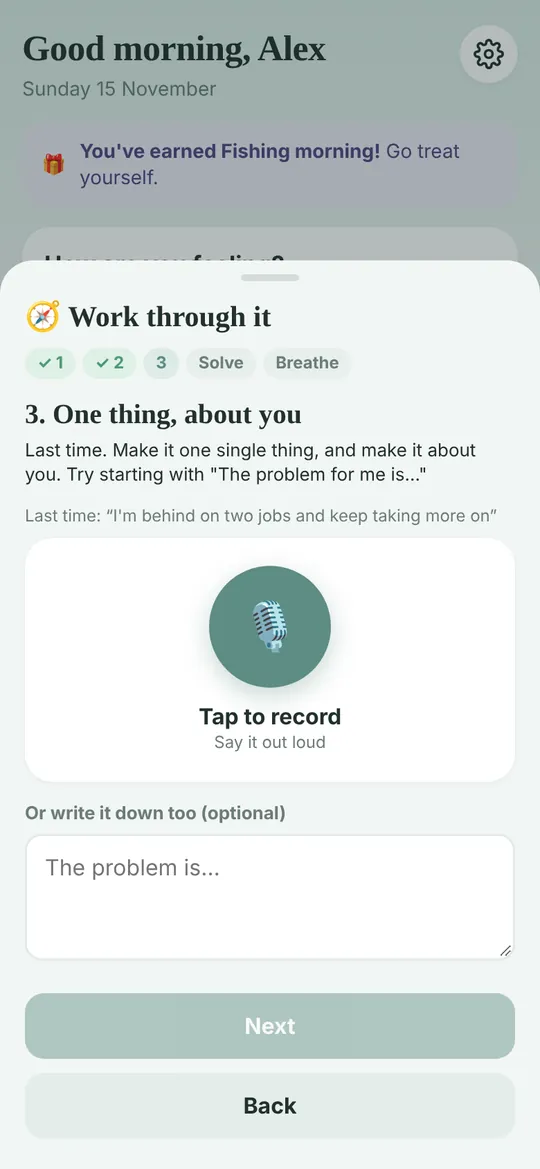 Good morning, Alex
Sunday 15 November
You've earned Fishing morning! Go treat
yourself.
How are you feeling?
Work through it
✓ 1
✓ 2
3
Solve
Breathe
3. One thing, about you
Last time. Make it one single thing, and make it about
you. Try starting with "The problem for me is..."
Last time: “I'm behind on two jobs and keep taking more on”
Tap to record
Say it out loud
Or write it down too (optional)
The problem is...
Next
Back